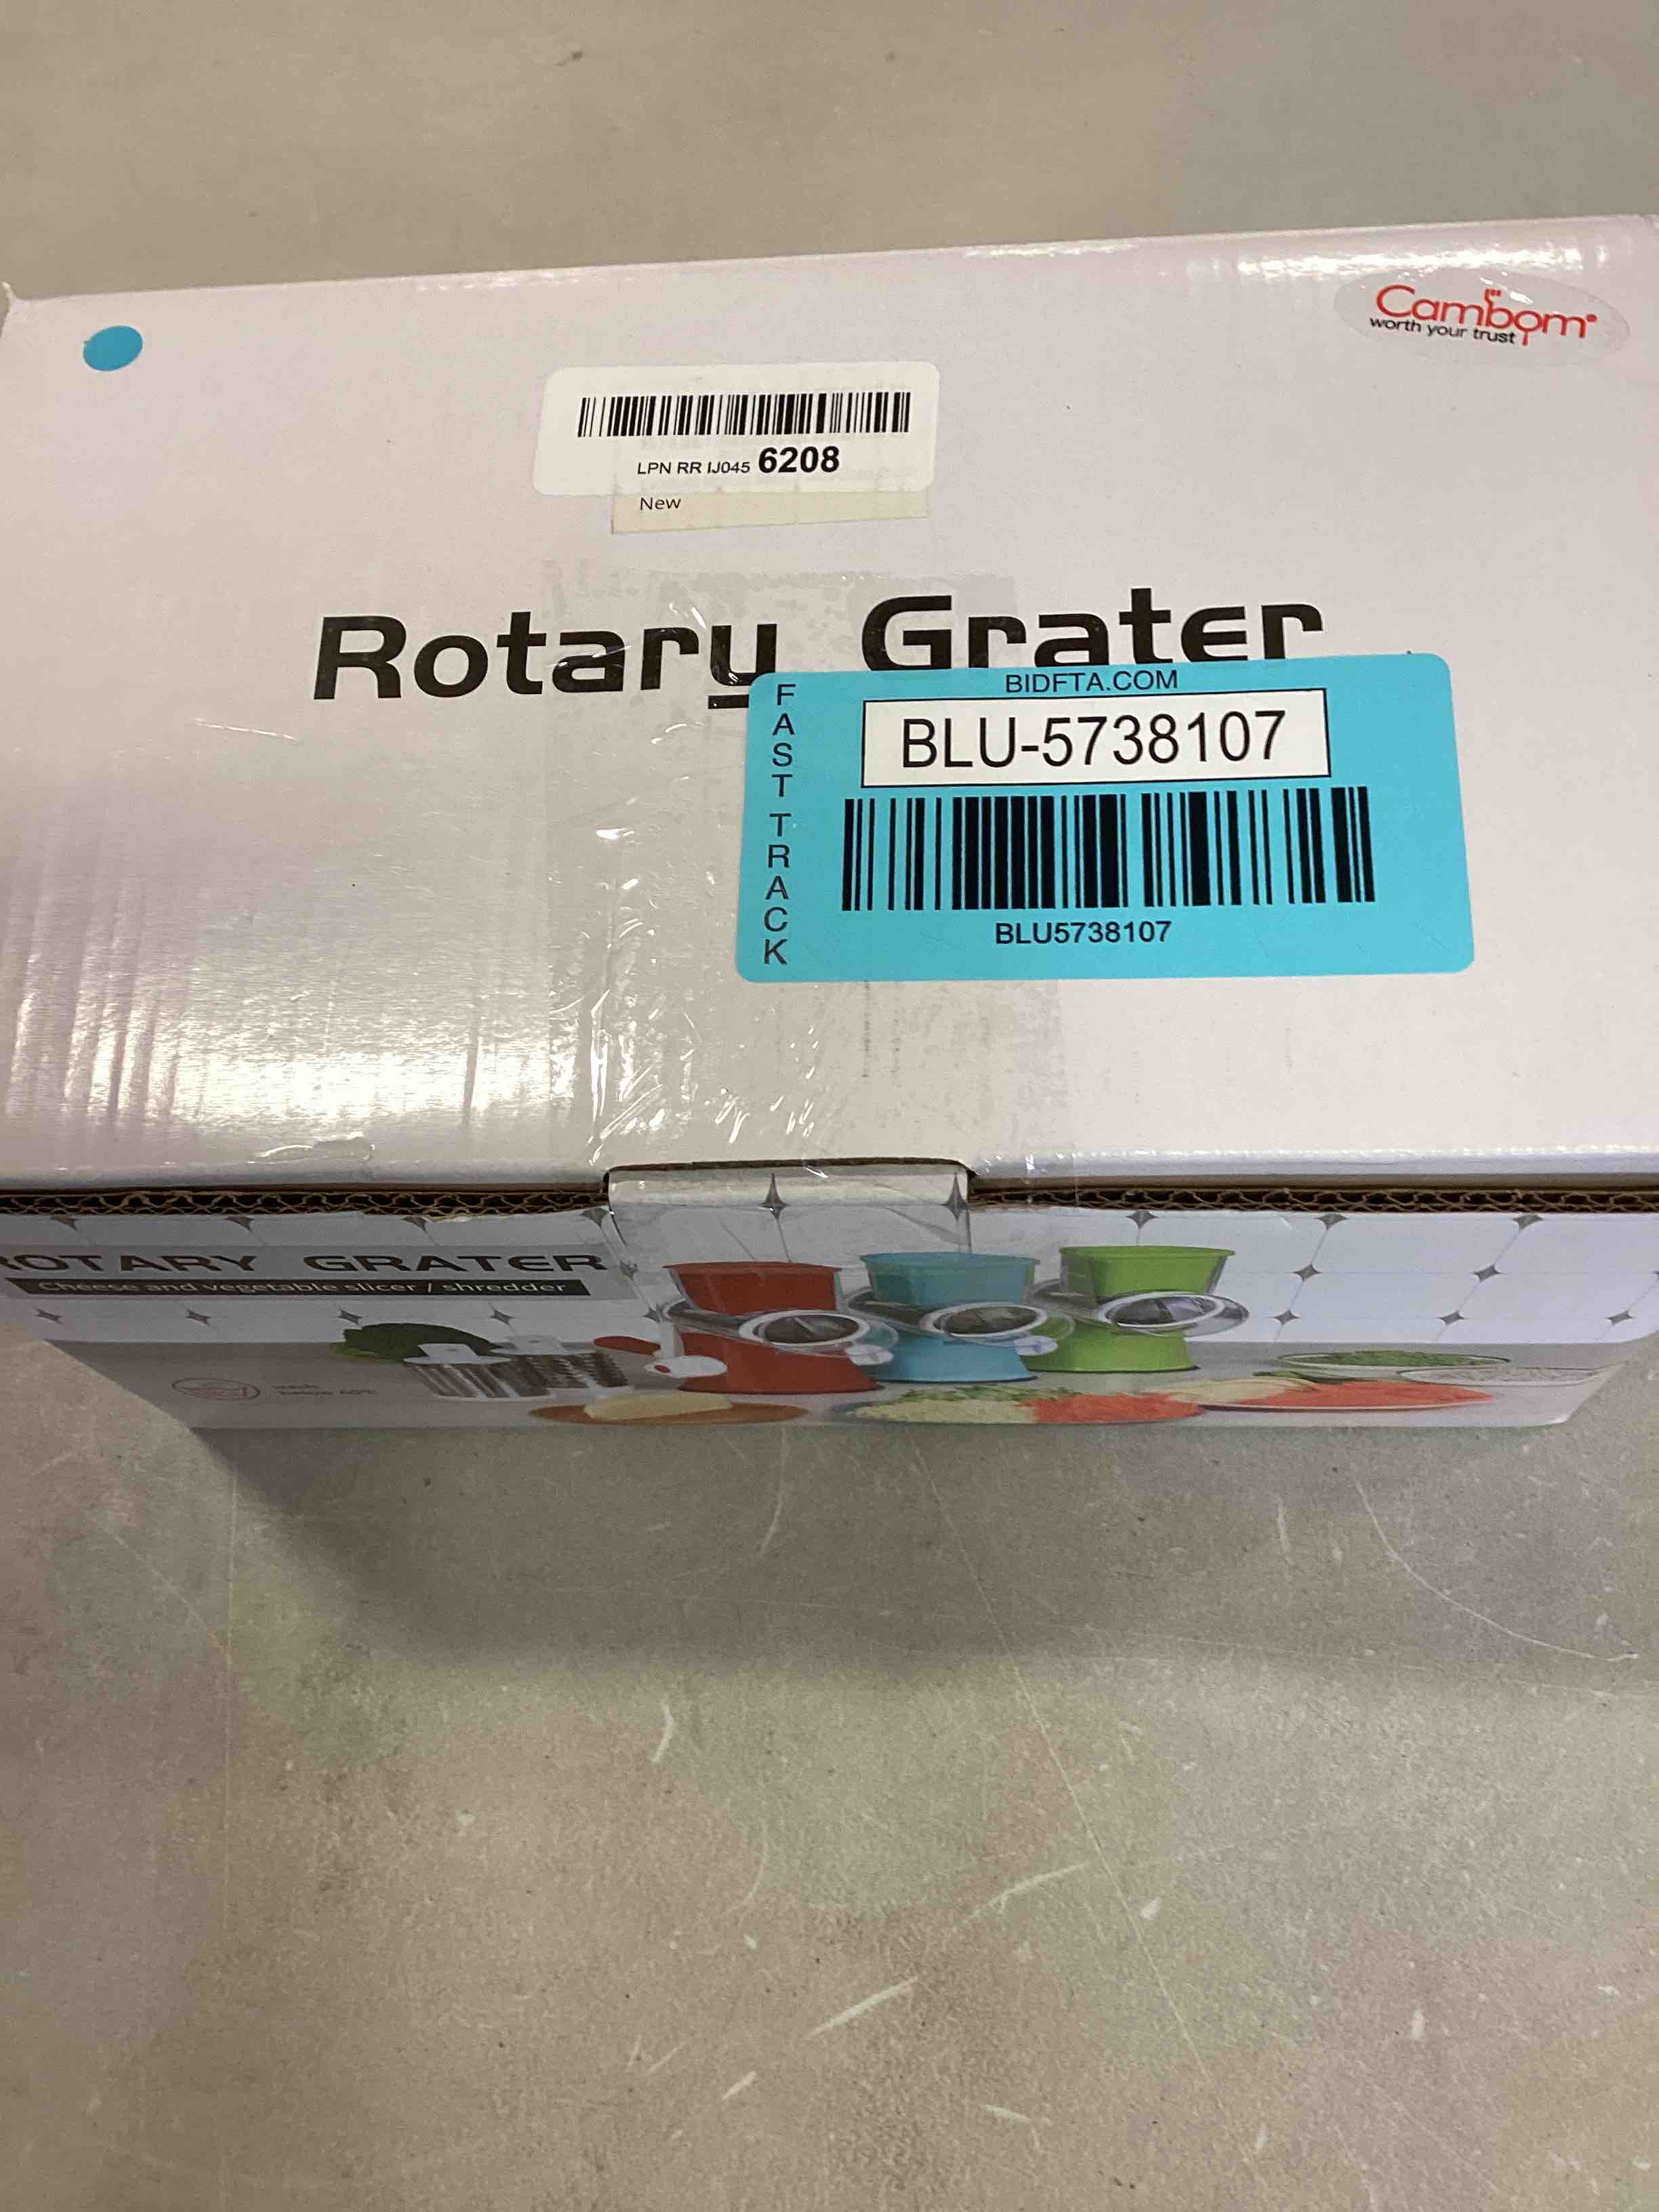 Cambom
worth your trust
LPN RR IJ045 6208
New
Rotary Grater
BIDFTA.COM
FAST TRACK
BLU-5738107
BLU5738107
ROTARY GRATER
Cheese and vegetable slicer / shredder